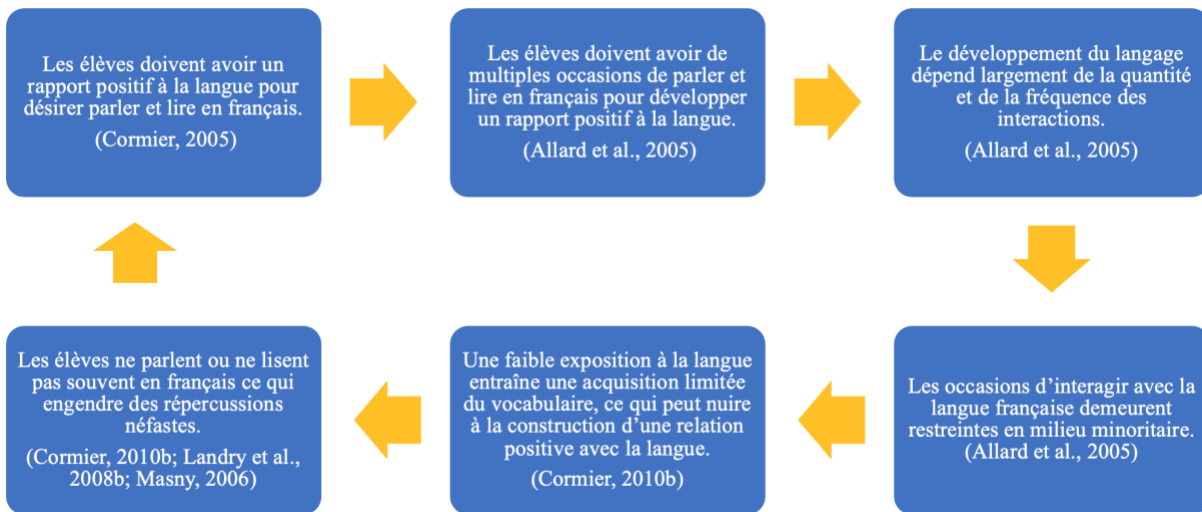 Les élèves doivent avoir un
rapport positif à la langue pour
désirer parler et lire en français.
(Cormier, 2005)
Les élèves doivent avoir de
multiples occasions de parler et
lire en français pour développer
un rapport positif à la langue.
(Allard et al., 2005)
Le développement du langage
dépend largement de la quantité
et de la fréquence des
interactions.
(Allard et al., 2005)
Les occasions d’interagir avec la
langue française demeurent
restreintes en milieu minoritaire.
(Allard et al., 2005)
Une faible exposition à la langue
entraîne une acquisition limitée
du vocabulaire, ce qui peut nuire
à la construction d’une relation
positive avec la langue.
(Cormier, 2010b)
Les élèves ne parlent ou ne lisent
pas souvent en français ce qui
engendre des répercussions
néfastes.
(Cormier, 2010b; Landry et al.,
2008b; Masny, 2006)